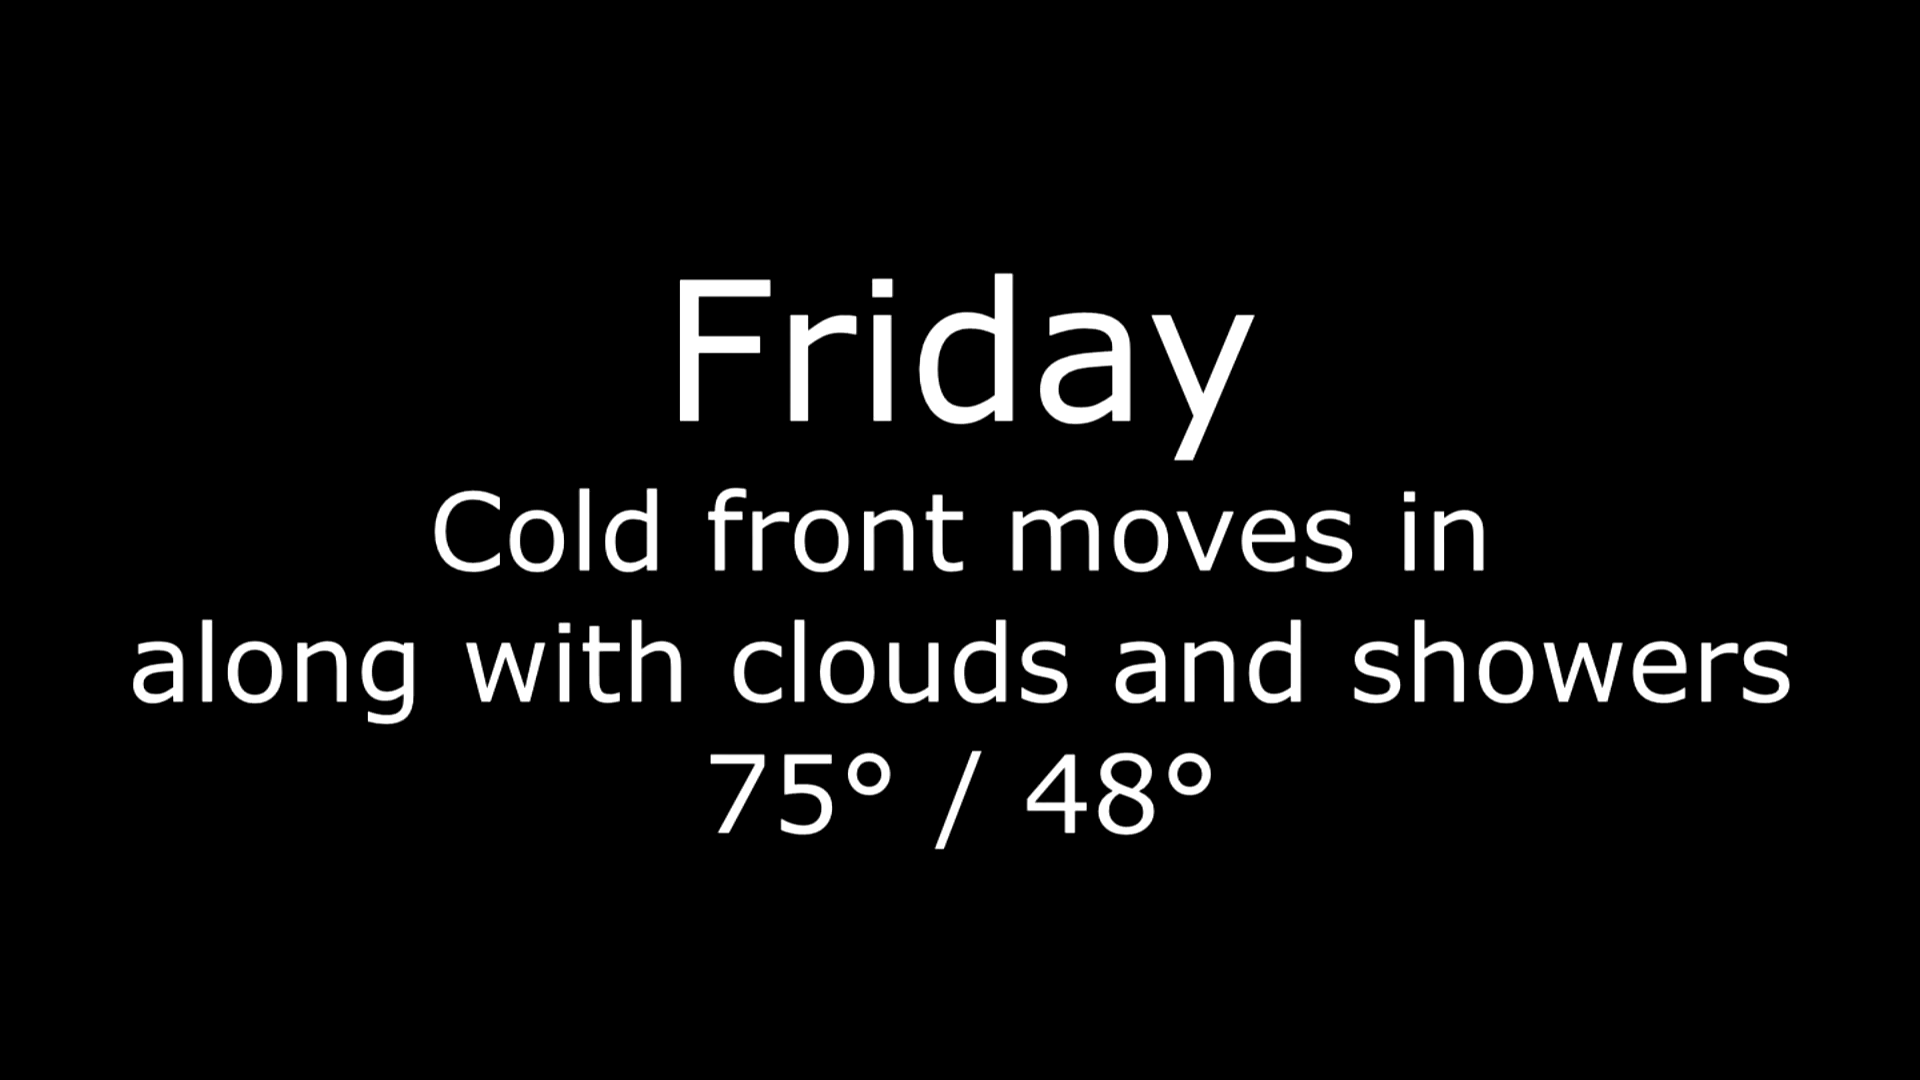 Friday
Cold front moves in
along with clouds and showers
75° / 48°